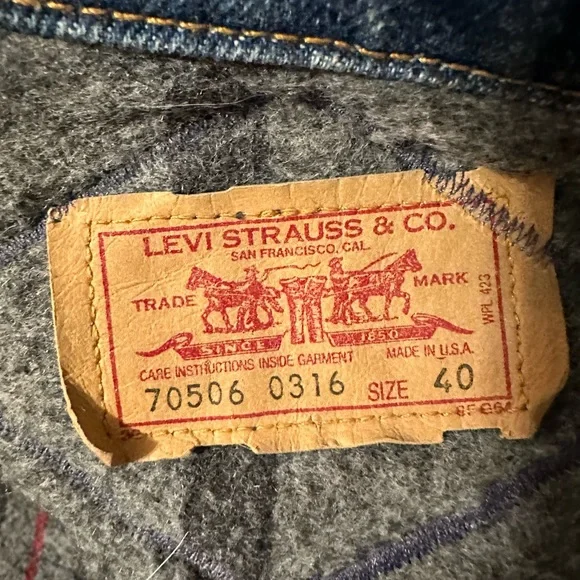 LEVI STRAUSS & CO.
SAN FRANCISCO, CAL.
TRADE MARK
WPL 423
SINCE 1850
CARE INSTRUCTIONS INSIDE GARMENT MADE IN U.S.A.
70506 0316 SIZE 40